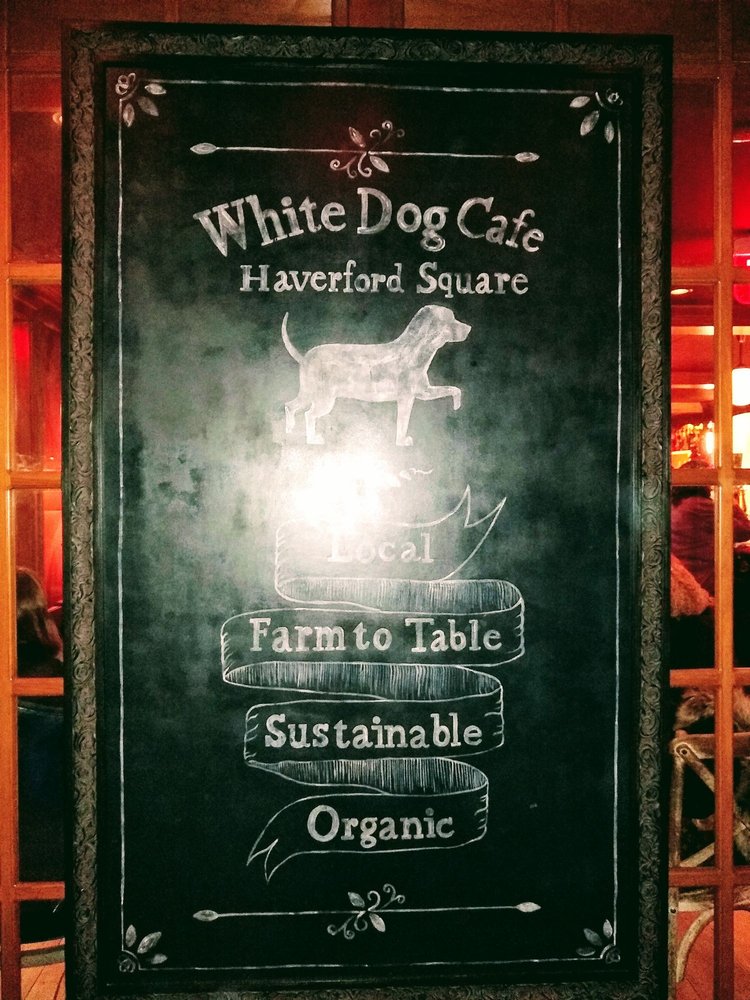 White Dog Cafe
Haverford Square
Local
Farm to Table
Sustainable
Organic